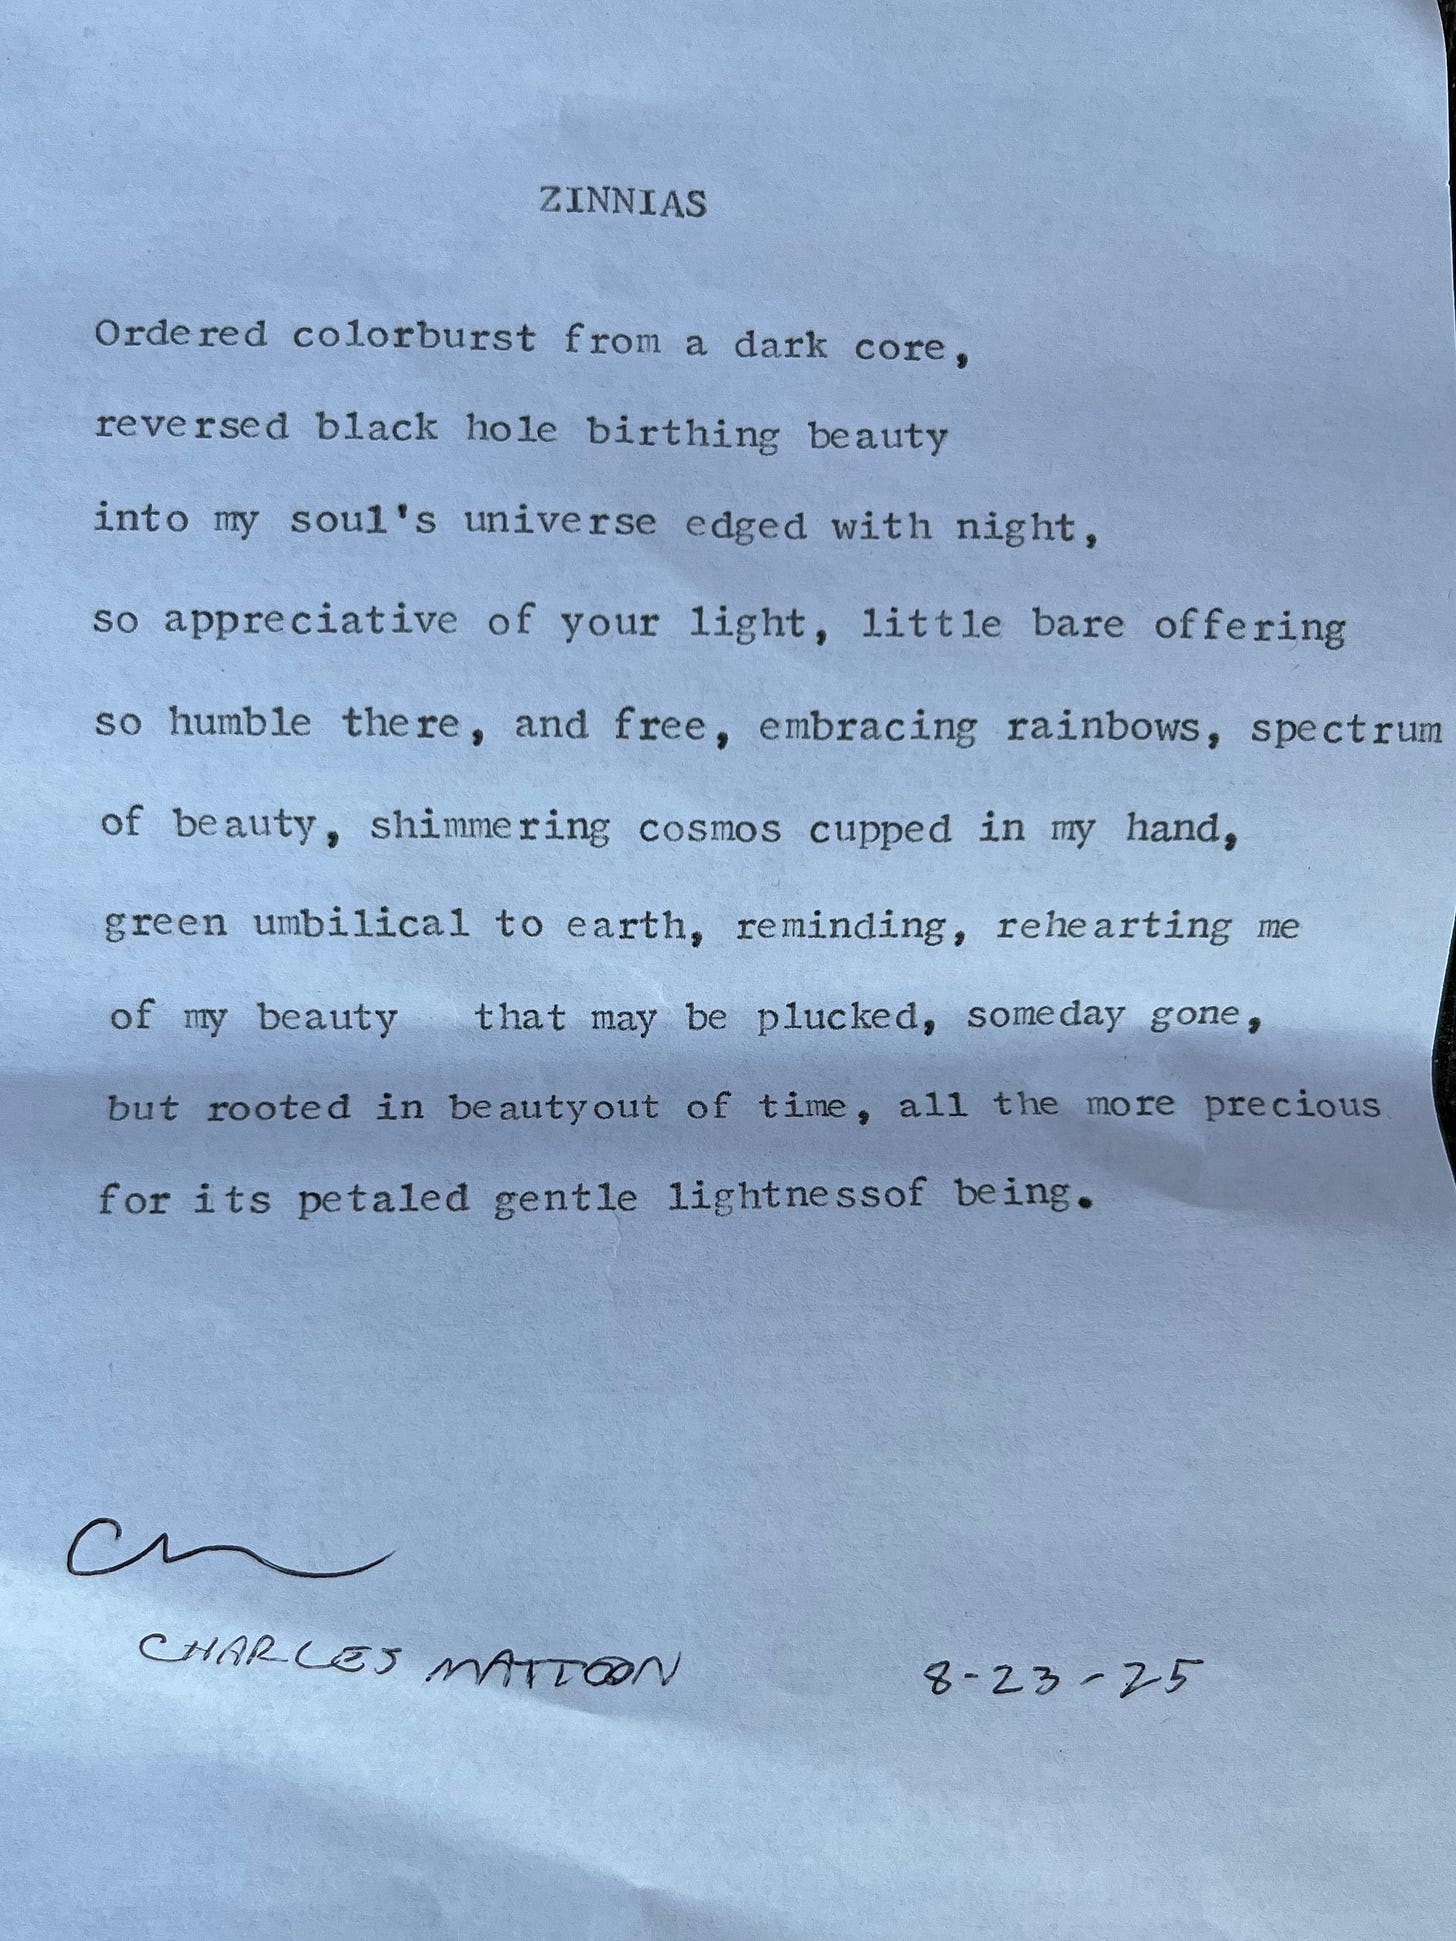 ZINNIAS
Ordered colorburst from a dark core,
reversed black hole birthing beauty
into my soul's universe edged with night,
so appreciative of your light, little bare offering
so humble there, and free, embracing rainbows, spectrum
of beauty, shimmering cosmos cupped in my hand,
green umbilical to earth, reminding, rehearting me
of my beauty   that may be plucked, someday gone,
but rooted in beautyout of time, all the more precious
for its petaled gentle lightnessof being.
CHARLES MATTOON 8-23-25